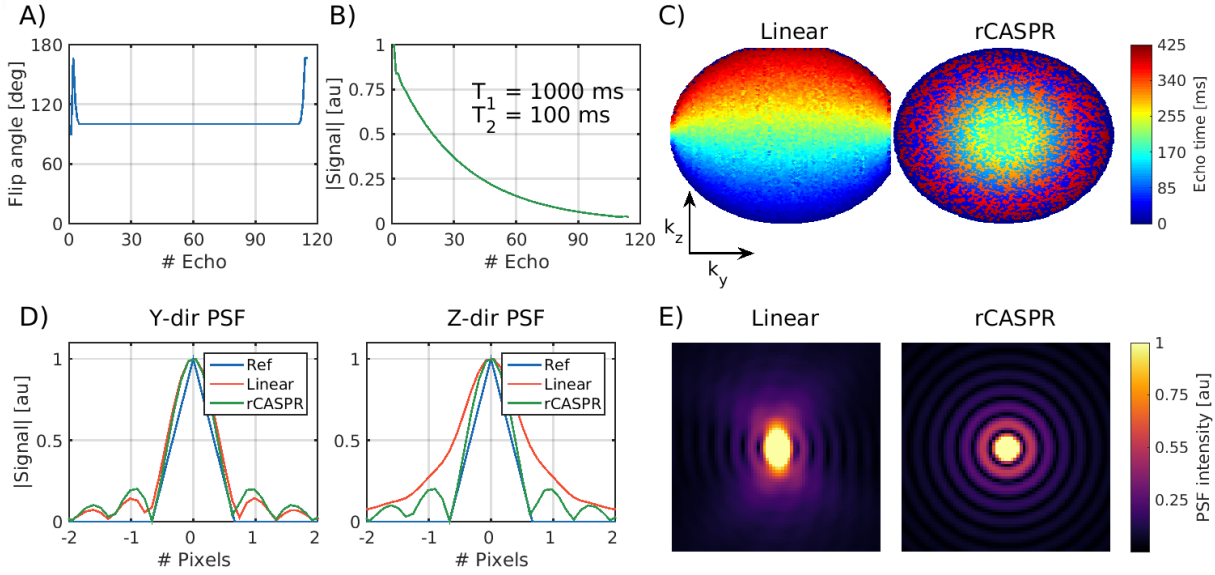 A)
Flip angle [deg]
180
120
60
0
0 30 60 90 120
# Echo
B)
|Signal| [au]
1
0.75
0.5
0.25
0
T1 = 1000 ms
T2 = 100 ms
0 30 60 90 120
# Echo
C)
Linear
rCASPR
kz
ky
425
340
255
170
85
0
Echo time [ms]
D)
Y-dir PSF
|Signal| [au]
1
0.5
0
Ref
Linear
rCASPR
-2 -1 0 1 2
# Pixels
Z-dir PSF
1
0.5
0
Ref
Linear
rCASPR
-2 -1 0 1 2
# Pixels
E)
Linear
rCASPR
1
0.75
0.55
0.25
PSF intensity [au]